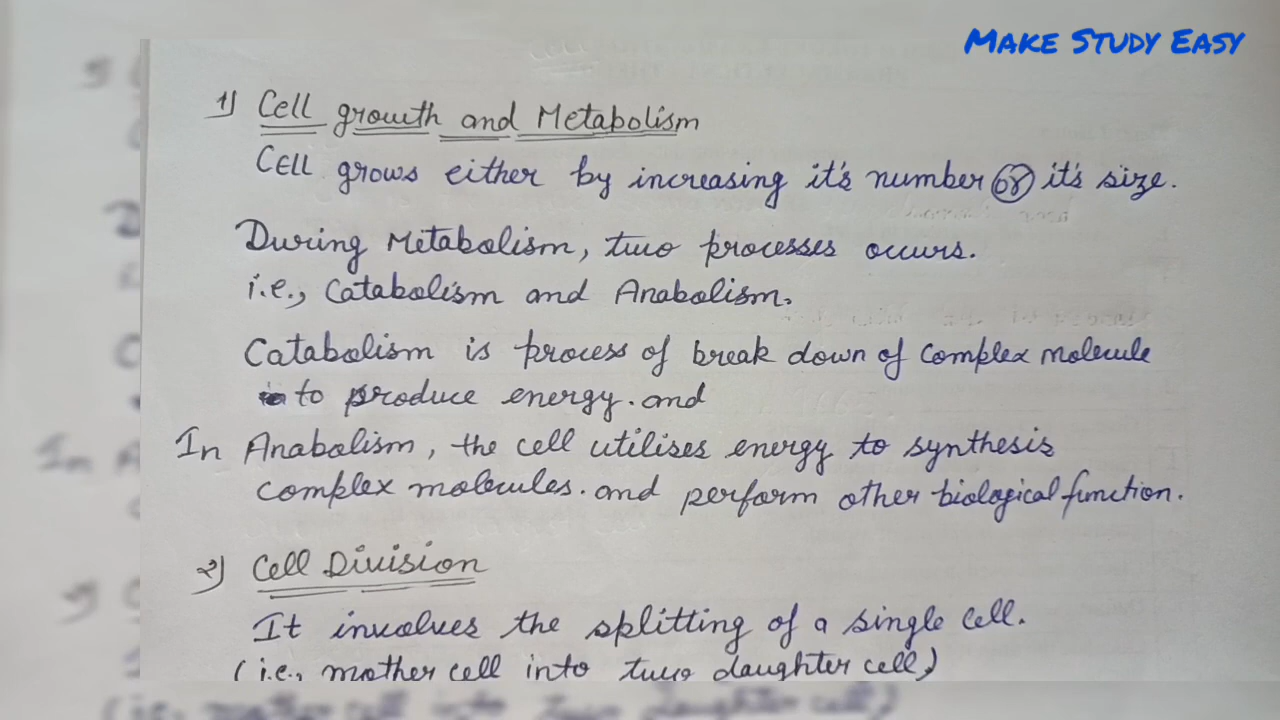 MAKE STUDY EASY
1) Cell growth and Metabolism
Cell grows either by increasing it's number or it's size.
During Metabolism, two processes occurs.
i.e., Catabolism and Anabolism.
Catabolism is process of break down of complex molecule
to produce energy. and
In Anabolism, the cell utilises energy to synthesis
complex molecules. and perform other biological function.
2) Cell Division
It involves the splitting of a single cell.
(i.e., mother cell into two daughter cell)